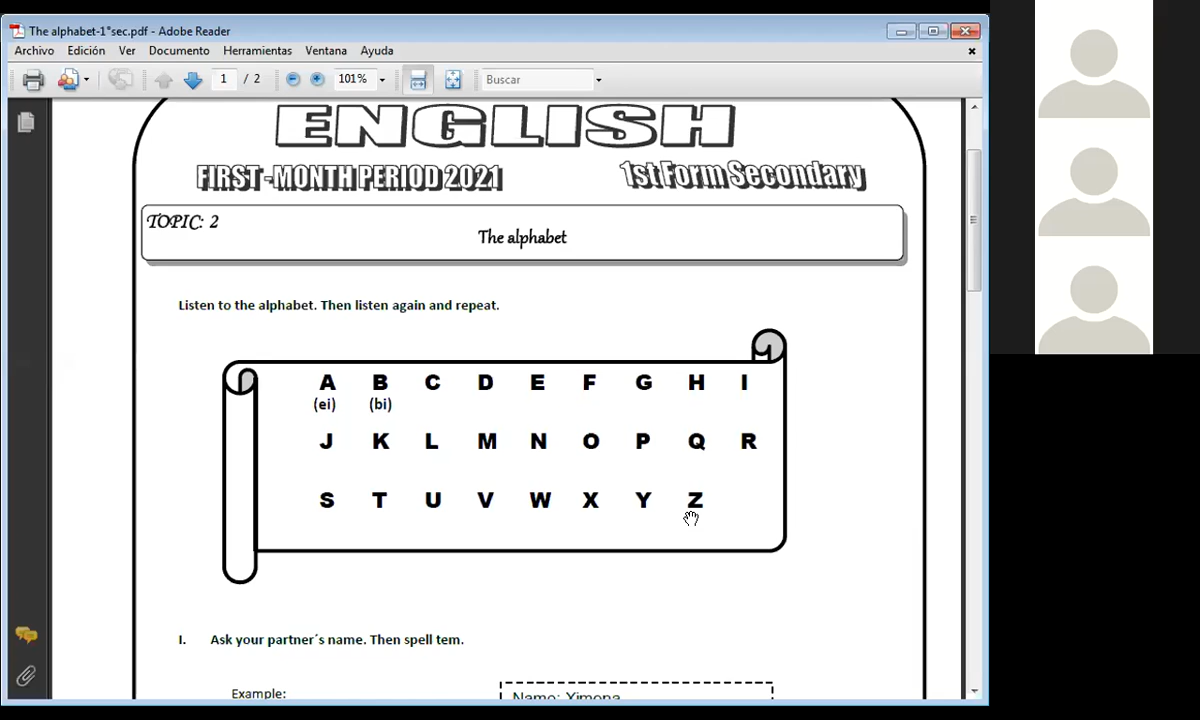 The alphabet-1°sec.pdf - Adobe Reader
Archivo Edición Ver Documento Herramientas Ventana Ayuda
1 / 2 101% Buscar
ENGLISH
FIRST-MONTH PERIOD 2021 1st Form Secondary
TOPIC: 2
The alphabet
Listen to the alphabet. Then listen again and repeat.
A B C D E F G H I
(ei) (bi)
J K L M N O P Q R
S T U V W X Y Z
I. Ask your partner´s name. Then spell tem.
Example:
Name: Ximena